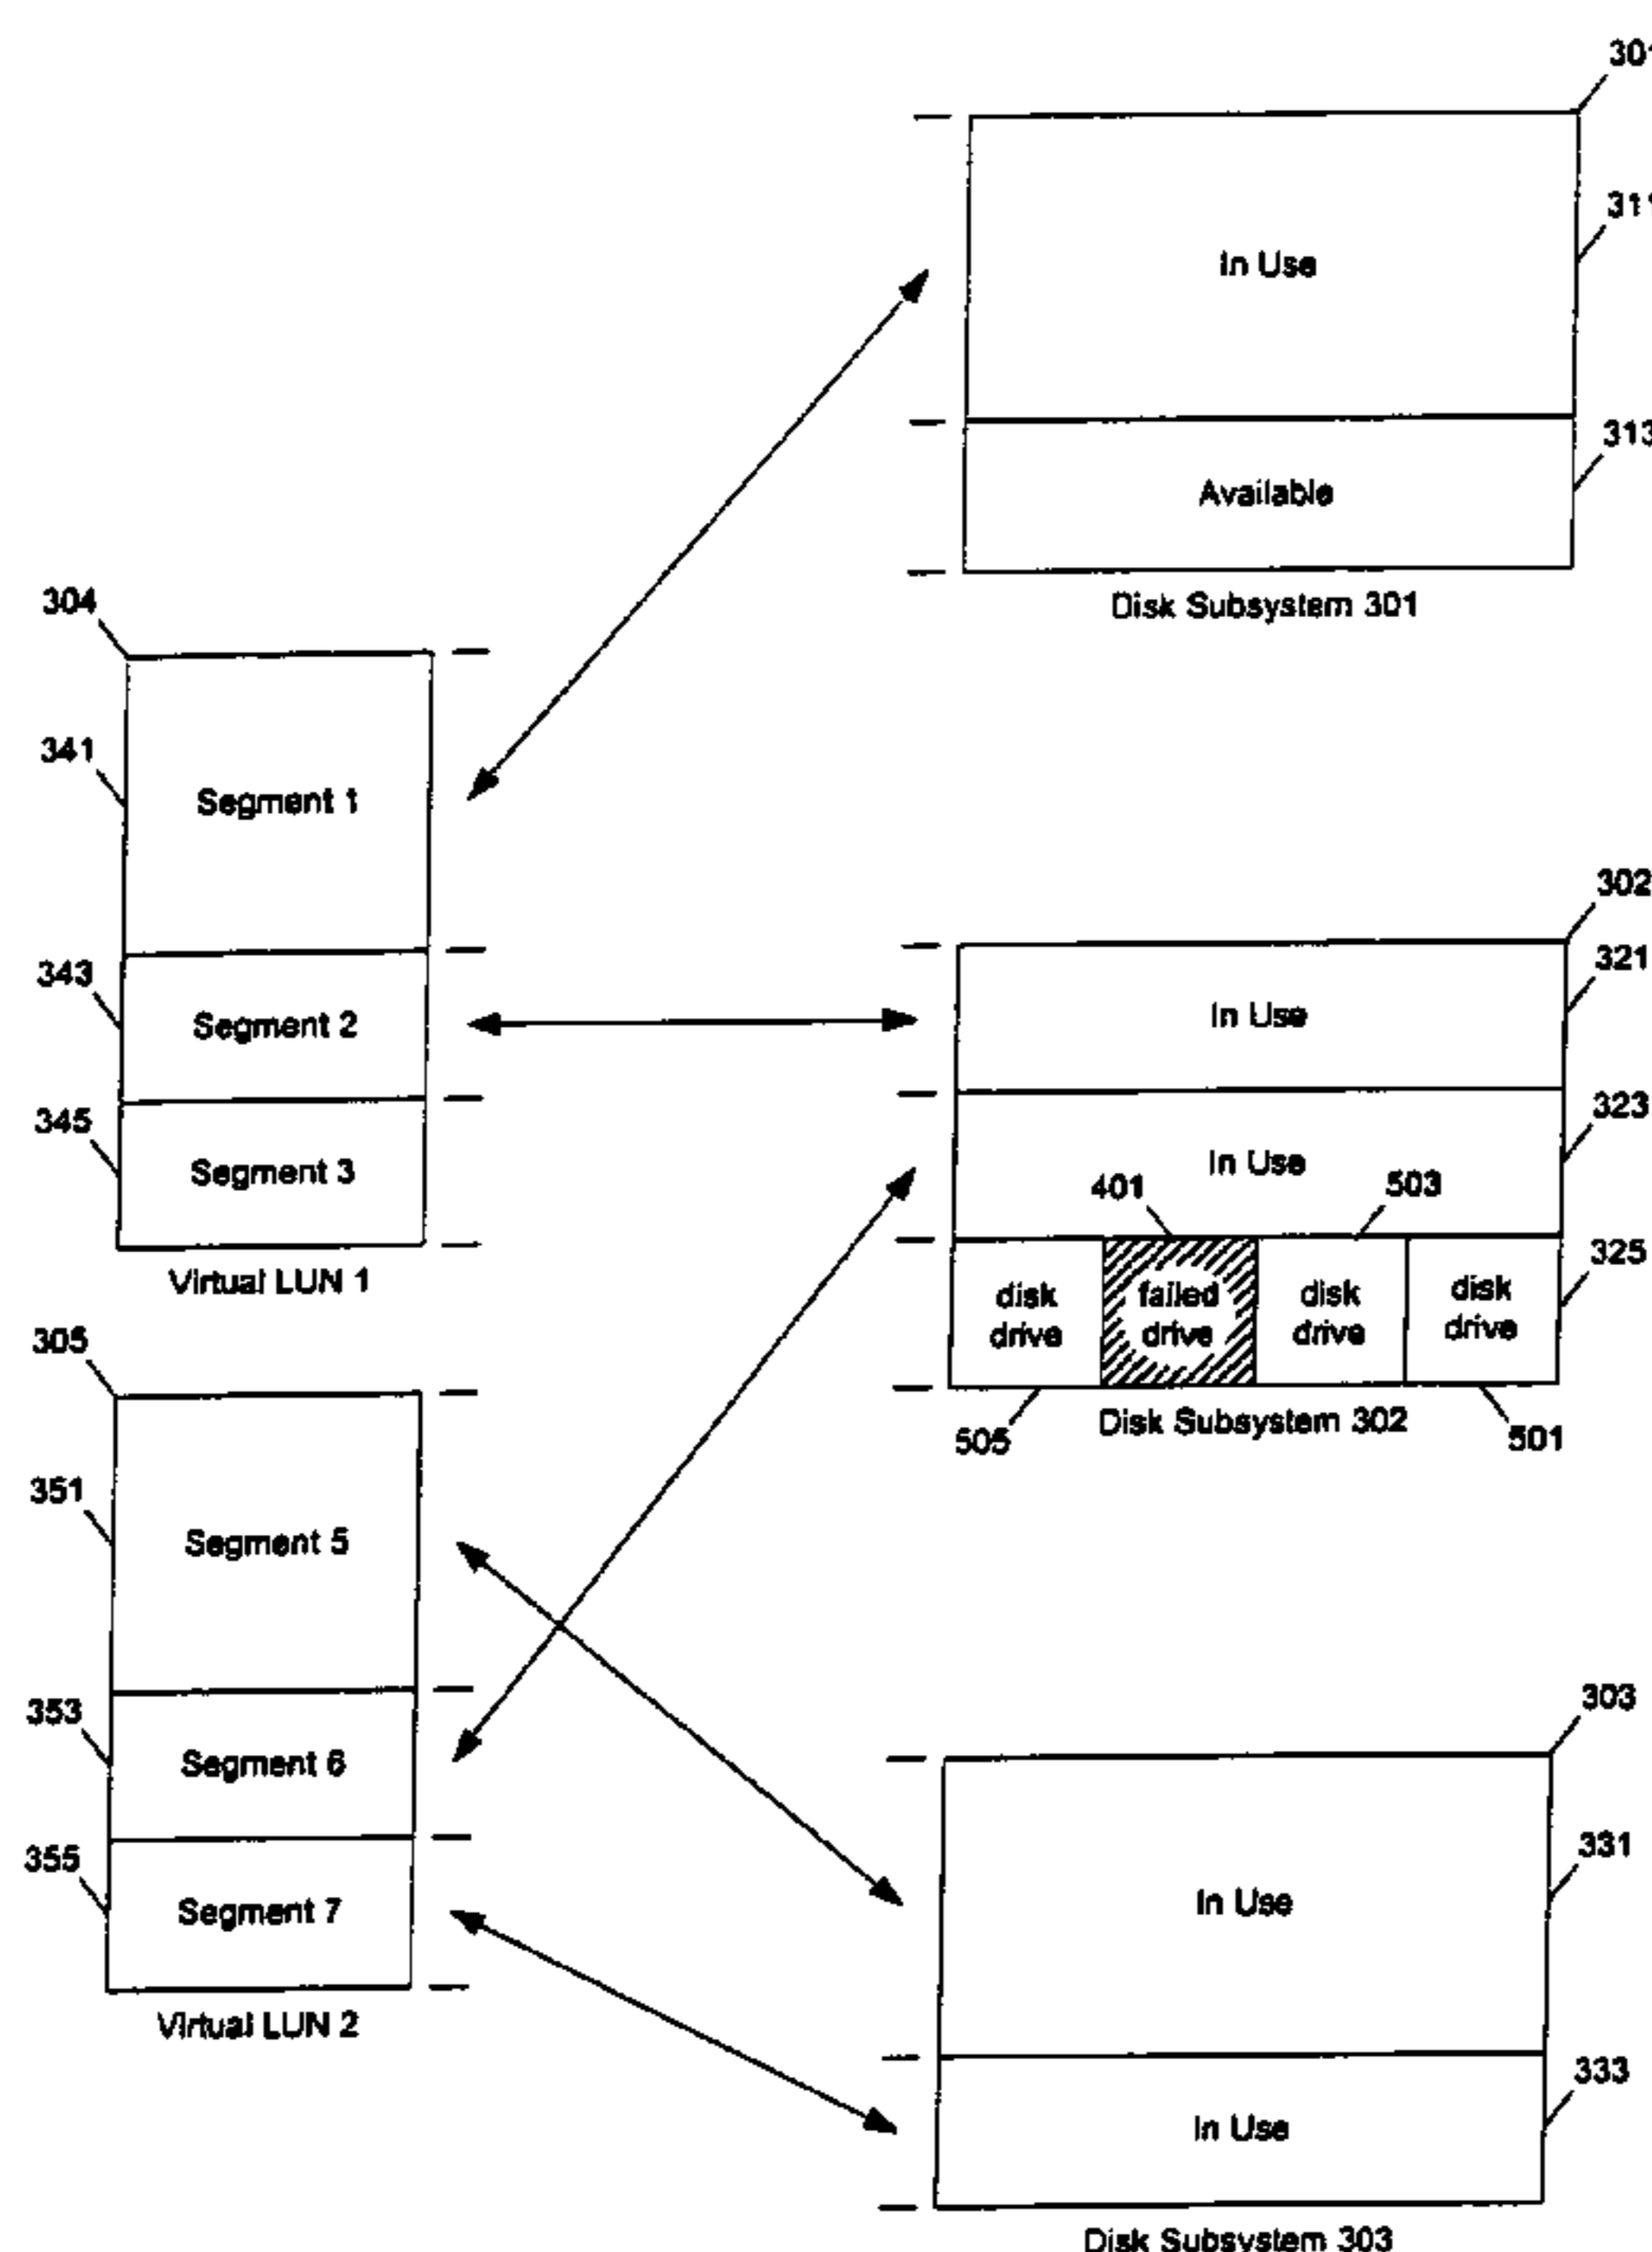 301
311
In Use
313
Available
Disk Subsystem 301
304
341
Segment 1
302
343
321
Segment 2
In Use
345
323
Segment 3
In Use
401
503
Virtual LUN 1
325
disk
drive
failed
drive
disk
drive
disk
drive
305
505
Disk Subsystem 302
501
351
Segment 5
353
303
Segment 6
355
331
Segment 7
In Use
Virtual LUN 2
333
In Use
Disk Subsystem 303